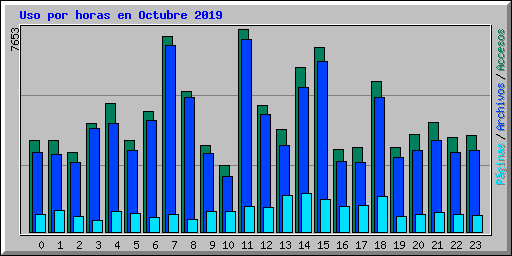 Uso por horas en Octubre 2019
7653
Páginas / Archivos / Accesos
0 1 2 3 4 5 6 7 8 9 10 11 12 13 14 15 16 17 18 19 20 21 22 23